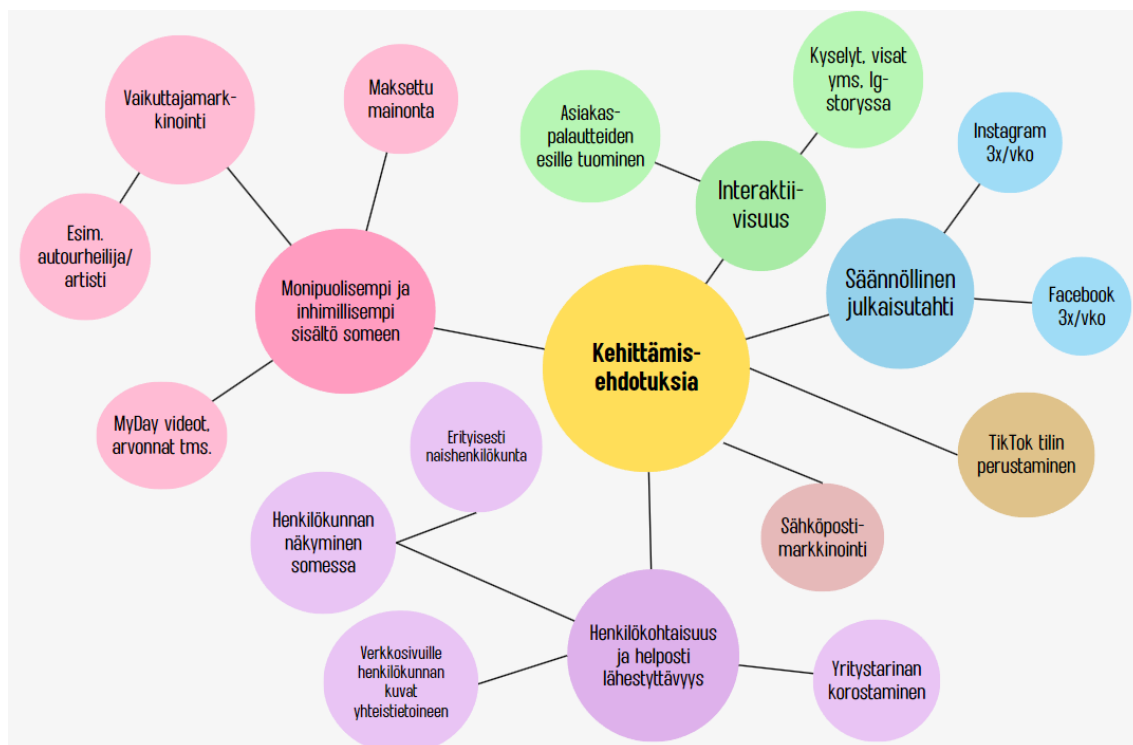 Vaikuttajamark-
kinointi
Maksettu
mainonta
Esim.
autourheilija/
artisti
Monipuolisempi ja
inhimillisempi
sisältö someen
MyDay videot,
arvonnat tms.
Asiakas-
palautteiden
esille tuominen
Kyselyt, visat
yms, Ig-
storyssa
Interaktii-
visuus
Instagram
3x/vko
Säännöllinen
julkaisutahti
Facebook
3x/vko
Kehittämis-
ehdotuksia
TikTok tilin
perustaminen
Sähköposti-
markkinointi
Erityisesti
naishenkilökunta
Henkilökunnan
näkyminen
somessa
Verkkosivuille
henkilökunnan
kuvat
yhteistietoineen
Henkilökohtaisuus
ja helposti
lähestyttävyys
Yritystarinan
korostaminen